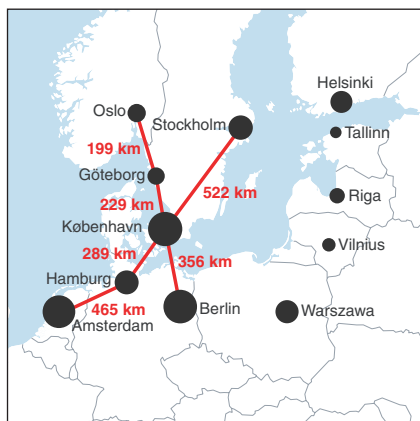 Helsinki
Oslo
Stockholm
Tallinn
199 km
Göteborg
522 km
Riga
229 km
København
Vilnius
289 km
356 km
Hamburg
465 km
Berlin
Warszawa
Amsterdam